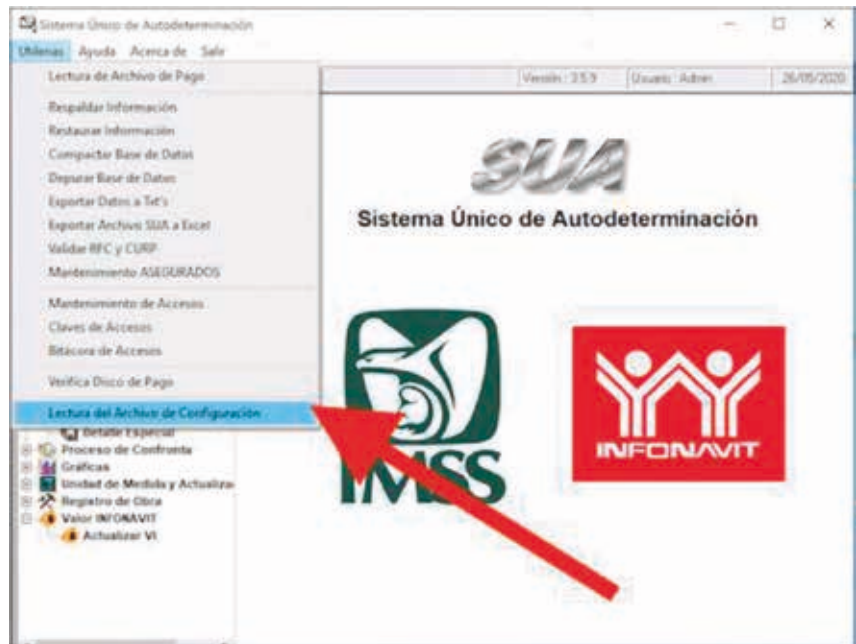 Sistema Único de Autodeterminación
Utilerias Ayuda Acerca de Salir
Lectura de Archivo de Pago
Versión: 3.5.9 Usuario: Admin 26/05/2020
Respaldar Información
Restaurar Información
Compactar Base de Datos
Depurar Base de Datos
Exportar Datos a Txt's
Exportar Archivo SUA a Excel
Validar RFC y CURP
Mantenimiento ASEGURADOS
Mantenimiento de Accesos
Claves de Accesos
Bitácora de Accesos
Verifica Disco de Pago
Lectura del Archivo de Configuración
Detalle Especial
Proceso de Confronta
Gráficas
Unidad de Medida y Actualiza
Registro de Obra
Valor INFONAVIT
Actualizar VI
SUA
Sistema Único de Autodeterminación
IMSS
INFONAVIT